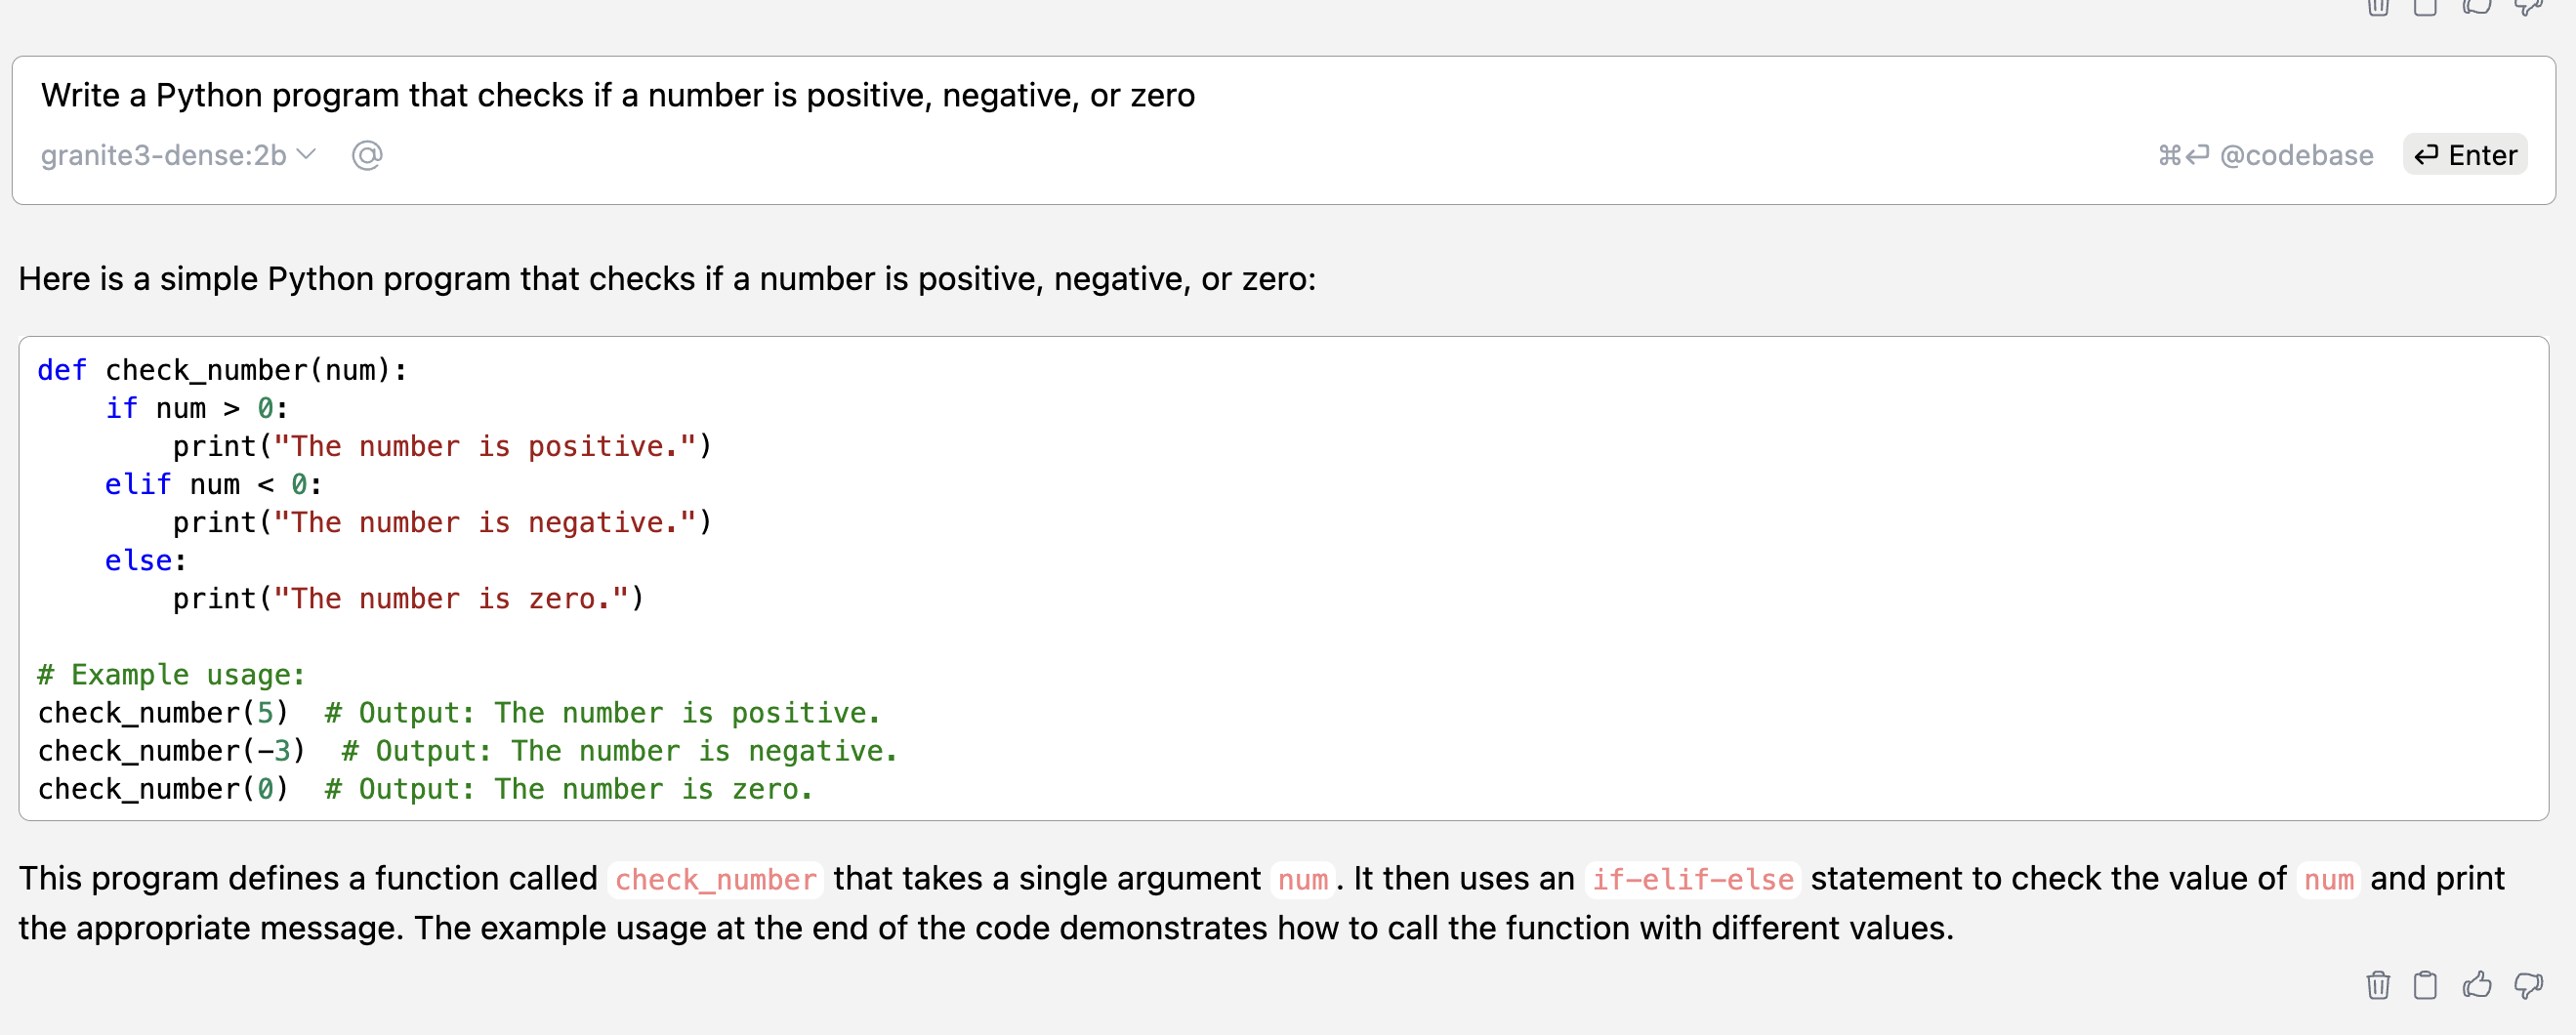 Write a Python program that checks if a number is positive, negative, or zero
granite3-dense:2b @ ⌘⏎ @codebase ⏎ Enter
Here is a simple Python program that checks if a number is positive, negative, or zero:
def check_number(num):
    if num > 0:
        print("The number is positive.")
    elif num < 0:
        print("The number is negative.")
    else:
        print("The number is zero.")
# Example usage:
check_number(5)  # Output: The number is positive.
check_number(-3)  # Output: The number is negative.
check_number(0)  # Output: The number is zero.
This program defines a function called check_number that takes a single argument num. It then uses an if-elif-else statement to check the value of num and print
the appropriate message. The example usage at the end of the code demonstrates how to call the function with different values.